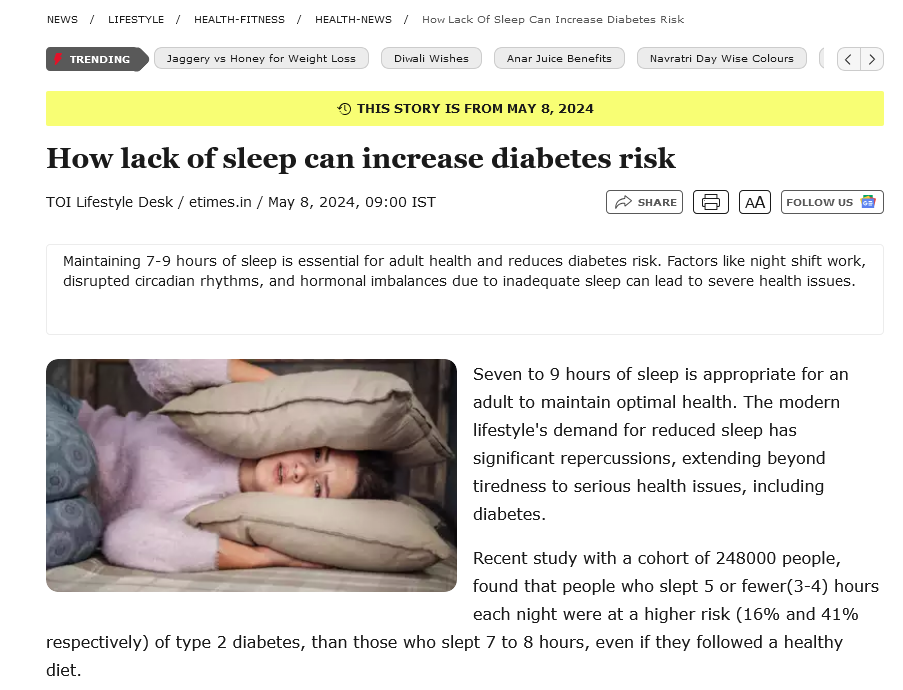 NEWS / LIFESTYLE / HEALTH-FITNESS / HEALTH-NEWS / How Lack Of Sleep Can Increase Diabetes Risk
TRENDING Jaggery vs Honey for Weight Loss Diwali Wishes Anar Juice Benefits Navratri Day Wise Colours
THIS STORY IS FROM MAY 8, 2024
How lack of sleep can increase diabetes risk
TOI Lifestyle Desk / etimes.in / May 8, 2024, 09:00 IST SHARE AA FOLLOW US
Maintaining 7-9 hours of sleep is essential for adult health and reduces diabetes risk. Factors like night shift work,
disrupted circadian rhythms, and hormonal imbalances due to inadequate sleep can lead to severe health issues.
Seven to 9 hours of sleep is appropriate for an
adult to maintain optimal health. The modern
lifestyle's demand for reduced sleep has
significant repercussions, extending beyond
tiredness to serious health issues, including
diabetes.
Recent study with a cohort of 248000 people,
found that people who slept 5 or fewer(3-4) hours
each night were at a higher risk (16% and 41%
respectively) of type 2 diabetes, than those who slept 7 to 8 hours, even if they followed a healthy
diet.